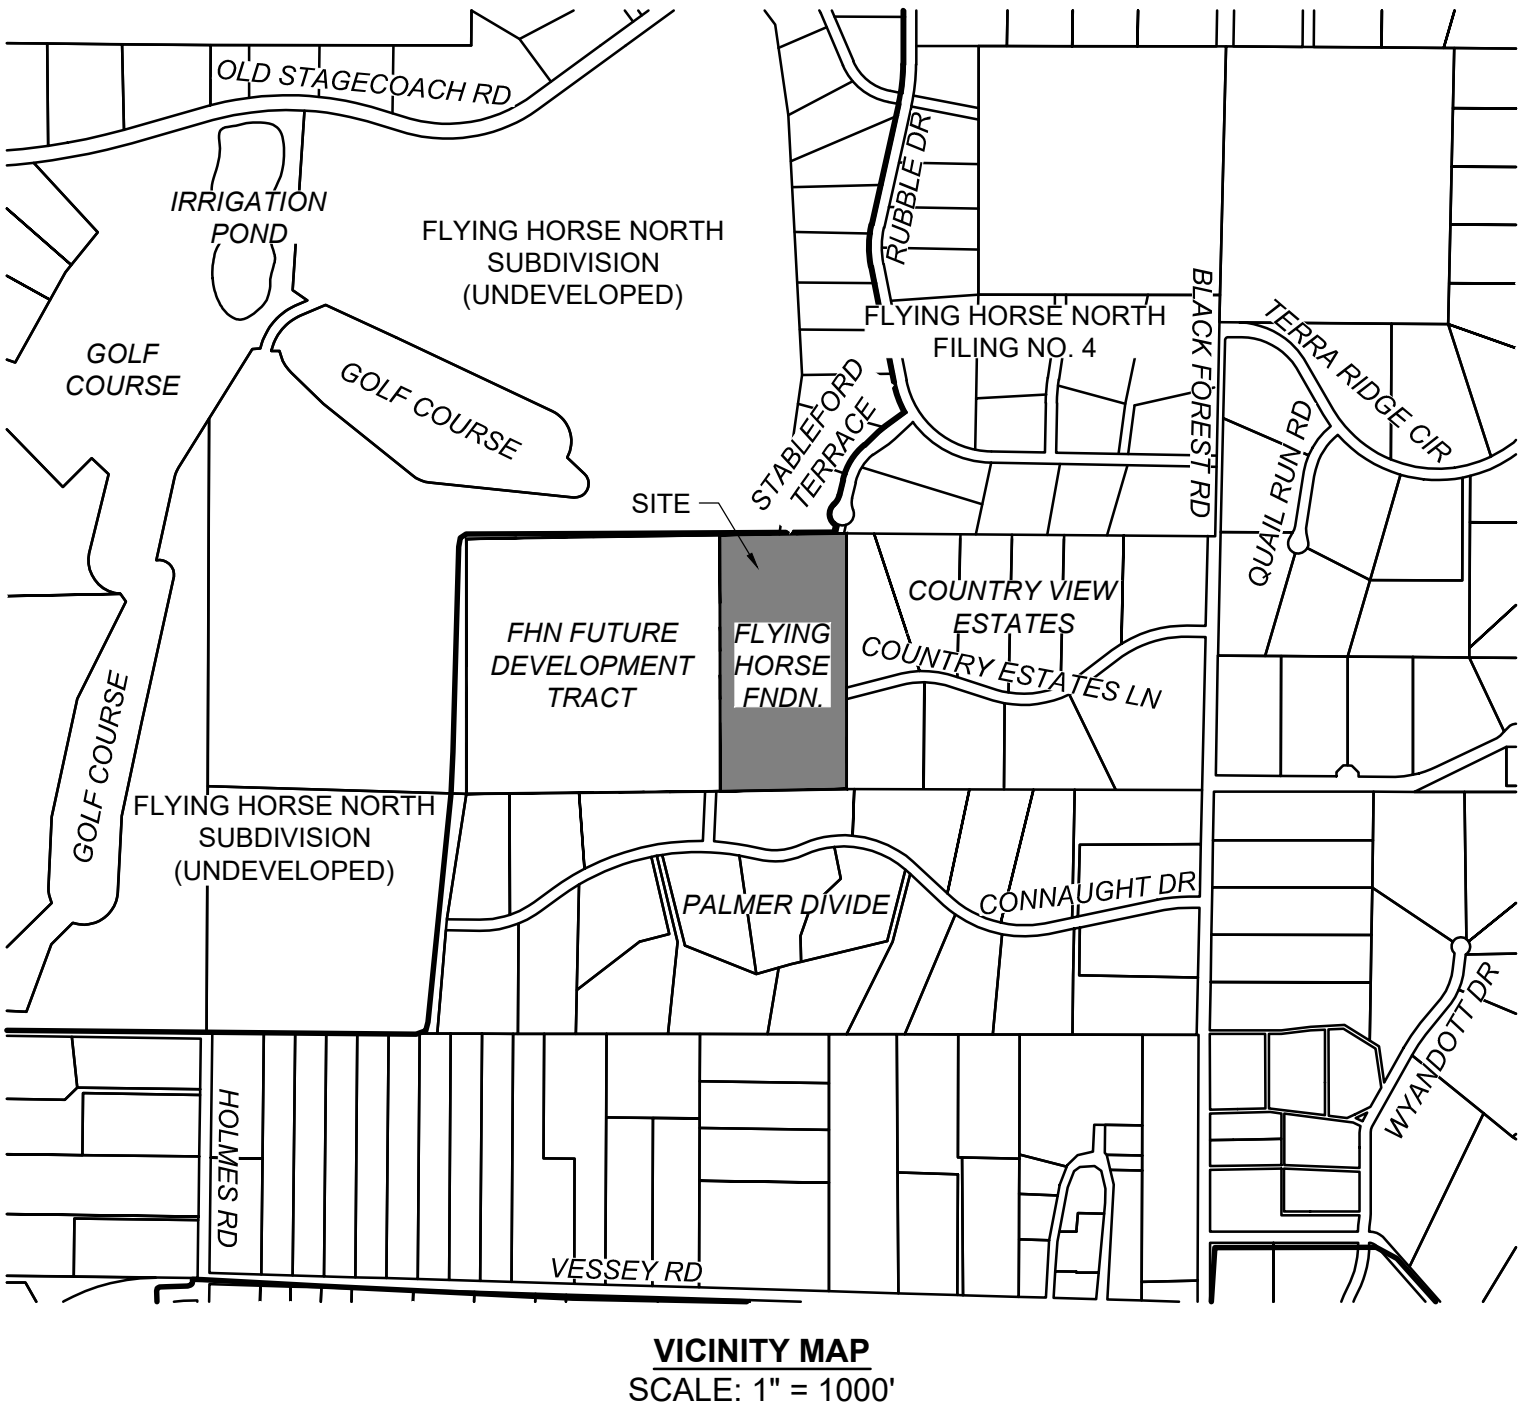 OLD STAGECOACH RD
RUBBLE DR
IRRIGATION
POND
FLYING HORSE NORTH
SUBDIVISION
(UNDEVELOPED)
BLACK FOREST RD
FLYING HORSE NORTH
FILING NO. 4
TERRA RIDGE CIR
GOLF
COURSE
GOLF COURSE
STABLEFORD
TERRACE
QUAIL RUN RD
SITE
COUNTRY VIEW
ESTATES
FHN FUTURE
DEVELOPMENT
TRACT
FLYING
HORSE
FNDN.
COUNTRY ESTATES LN
GOLF COURSE
FLYING HORSE NORTH
SUBDIVISION
(UNDEVELOPED)
PALMER DIVIDE
CONNAUGHT DR
WYANDOTT DR
HOLMES RD
VESSEY RD
VICINITY MAP
SCALE: 1" = 1000'